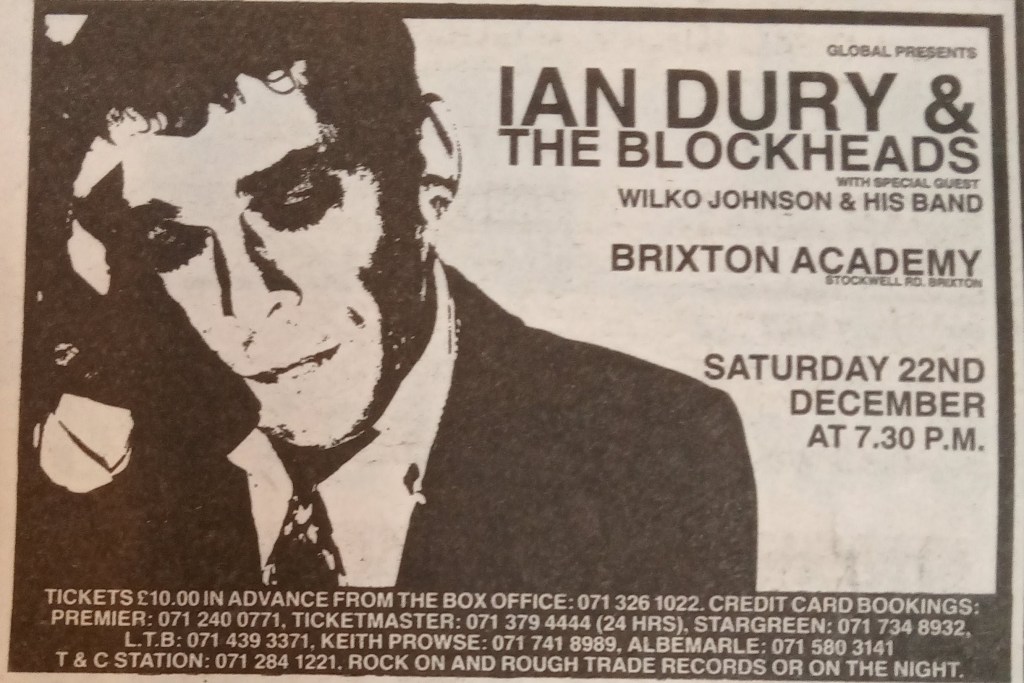 GLOBAL PRESENTS
IAN DURY &
THE BLOCKHEADS
WITH SPECIAL GUEST
WILKO JOHNSON & HIS BAND
BRIXTON ACADEMY
STOCKWELL RD. BRIXTON
SATURDAY 22ND
DECEMBER
AT 7.30 P.M.
TICKETS £10.00 IN ADVANCE FROM THE BOX OFFICE: 071 326 1022. CREDIT CARD BOOKINGS:
PREMIER: 071 240 0771, TICKETMASTER: 071 379 4444 (24 HRS), STARGREEN: 071 734 8932,
L.T.B: 071 439 3371, KEITH PROWSE: 071 741 8989, ALBEMARLE: 071 580 3141
T & C STATION: 071 284 1221. ROCK ON AND ROUGH TRADE RECORDS OR ON THE NIGHT.